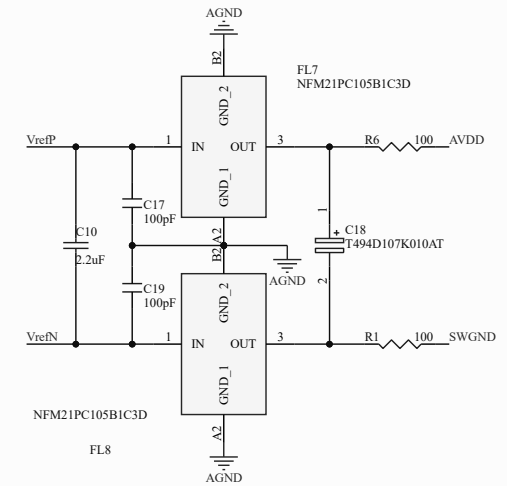 AGND
B2
FL7
NFM21PC105B1C3D
GND_2
VrefP
1
IN
OUT
3
R6
100
AVDD
GND_1
C17
100pF
A2
1
C10
2.2uF
+
C18
T494D107K010AT
B2
AGND
2
C19
100pF
GND_2
VrefN
1
IN
OUT
3
R1
100
SWGND
GND_1
NFM21PC105B1C3D
A2
FL8
AGND